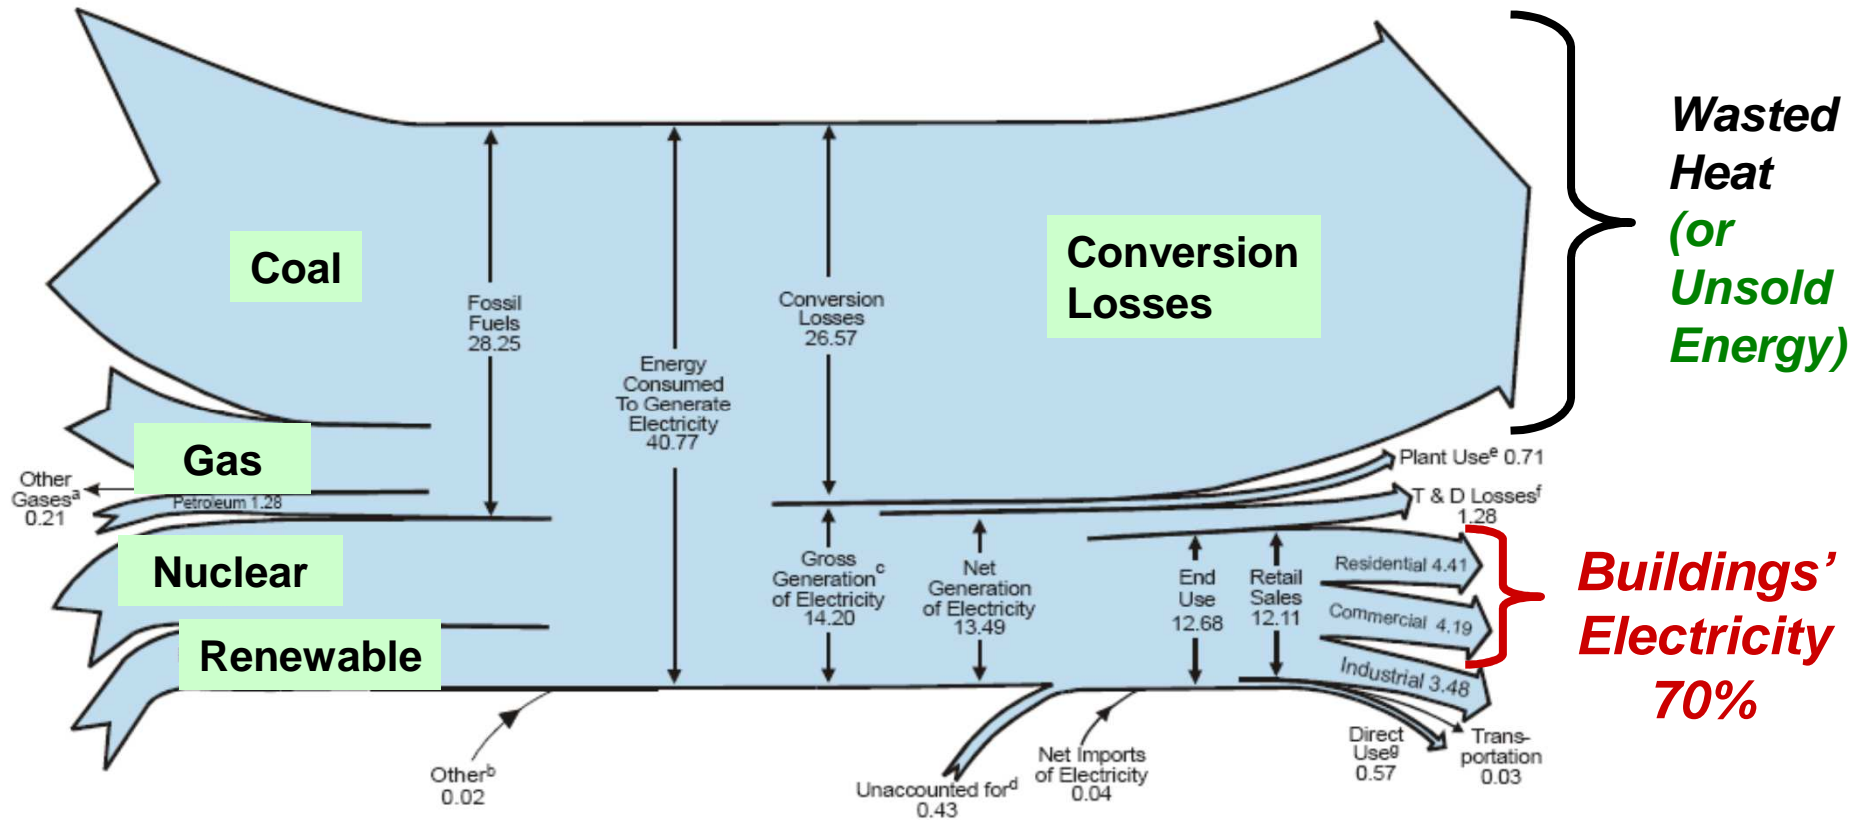 Coal
Gas
Other
Gasesᵃ
0.21
Petroleum 1.28
Nuclear
Renewable
Otherᵇ
0.02
Fossil
Fuels
28.25
Energy
Consumed
To Generate
Electricity
40.77
Conversion
Losses
26.57
Gross
Generationᶜ
of Electricity
14.20
Net
Generation
of Electricity
13.49
Unaccounted forᵈ
0.43
Net Imports
of Electricity
0.04
End
Use
12.68
Retail
Sales
12.11
Conversion
Losses
Plant Useᵉ 0.71
T & D Lossesᶠ
1.28
Residential 4.41
Commercial 4.19
Industrial 3.48
Direct
Useᵍ
0.57
Trans-
portation
0.03
Wasted
Heat
(or
Unsold
Energy)
Buildings’
Electricity
70%